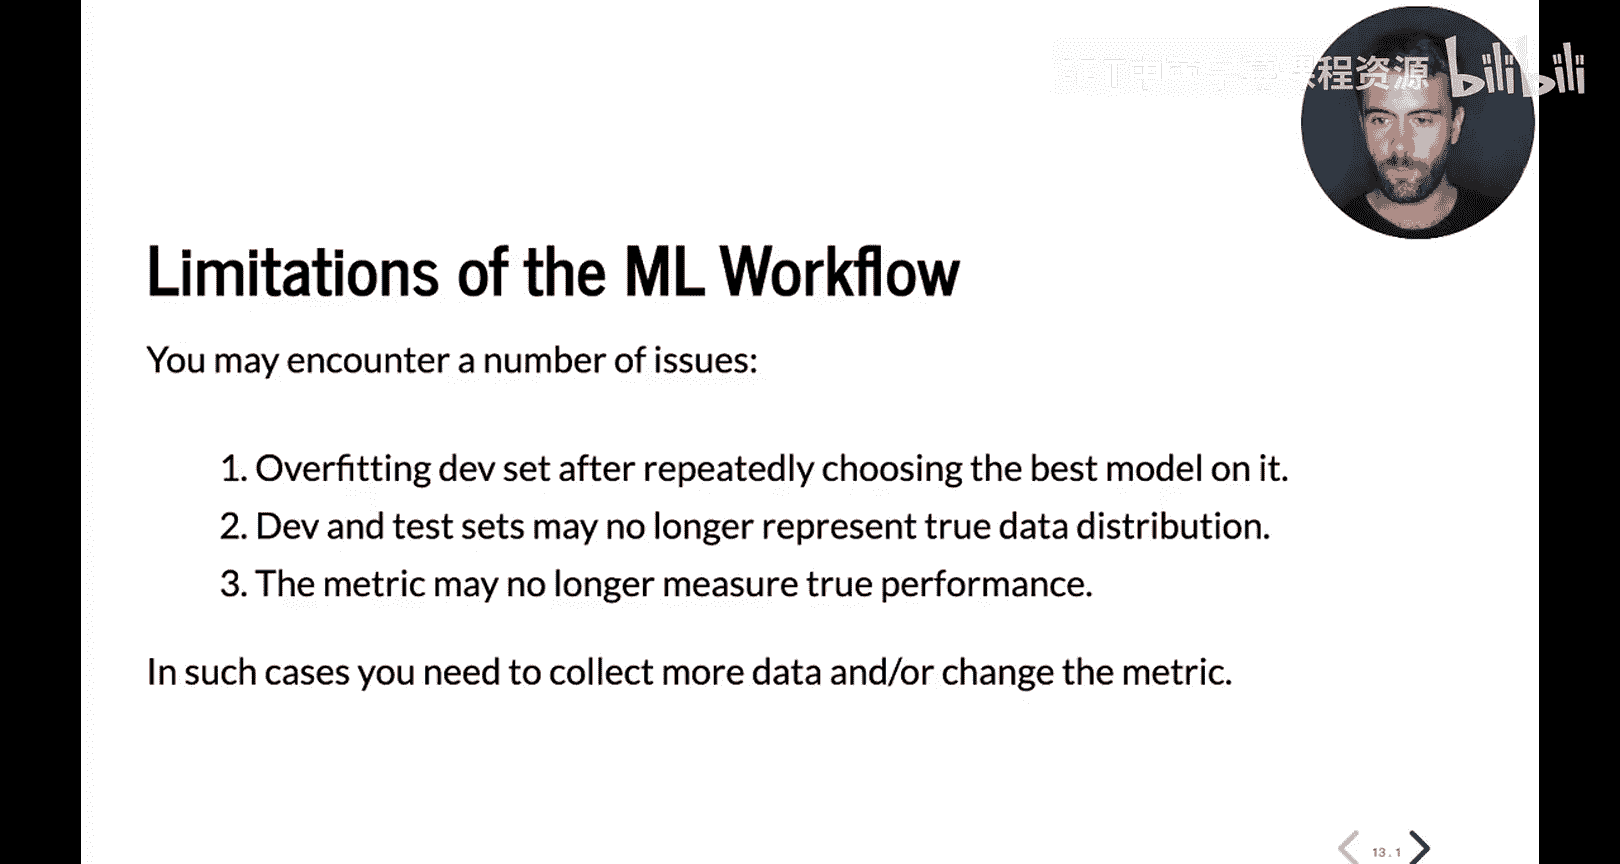 程资源 bilibili
Limitations of the ML Workflow
You may encounter a number of issues:
1. Overfitting dev set after repeatedly choosing the best model on it.
2. Dev and test sets may no longer represent true data distribution.
3. The metric may no longer measure true performance.
In such cases you need to collect more data and/or change the metric.
13.1